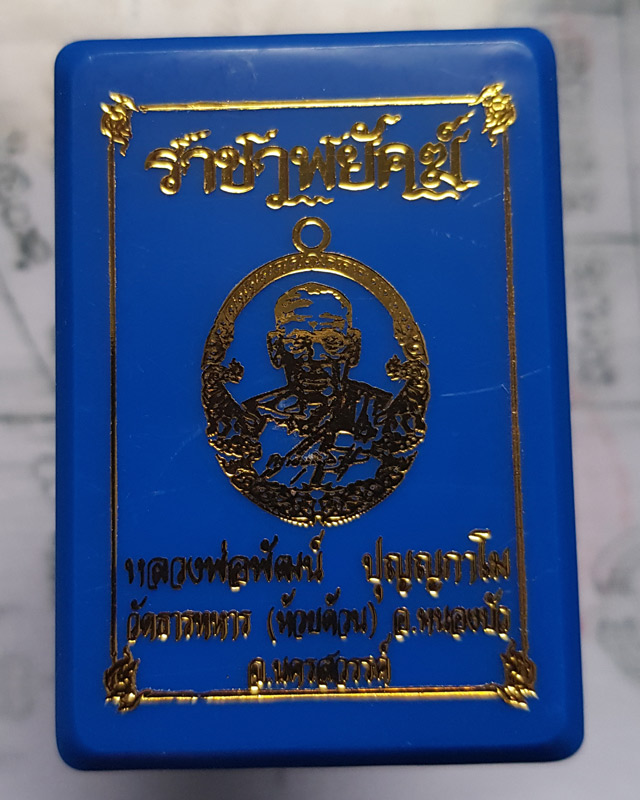 ราชาพยัคฆ์
หลวงพ่อพัฒน์ ปุญญกาโม
วัดธารทหาร (ห้วยด้วน) อ.หนองบัว
จ.นครสวรรค์